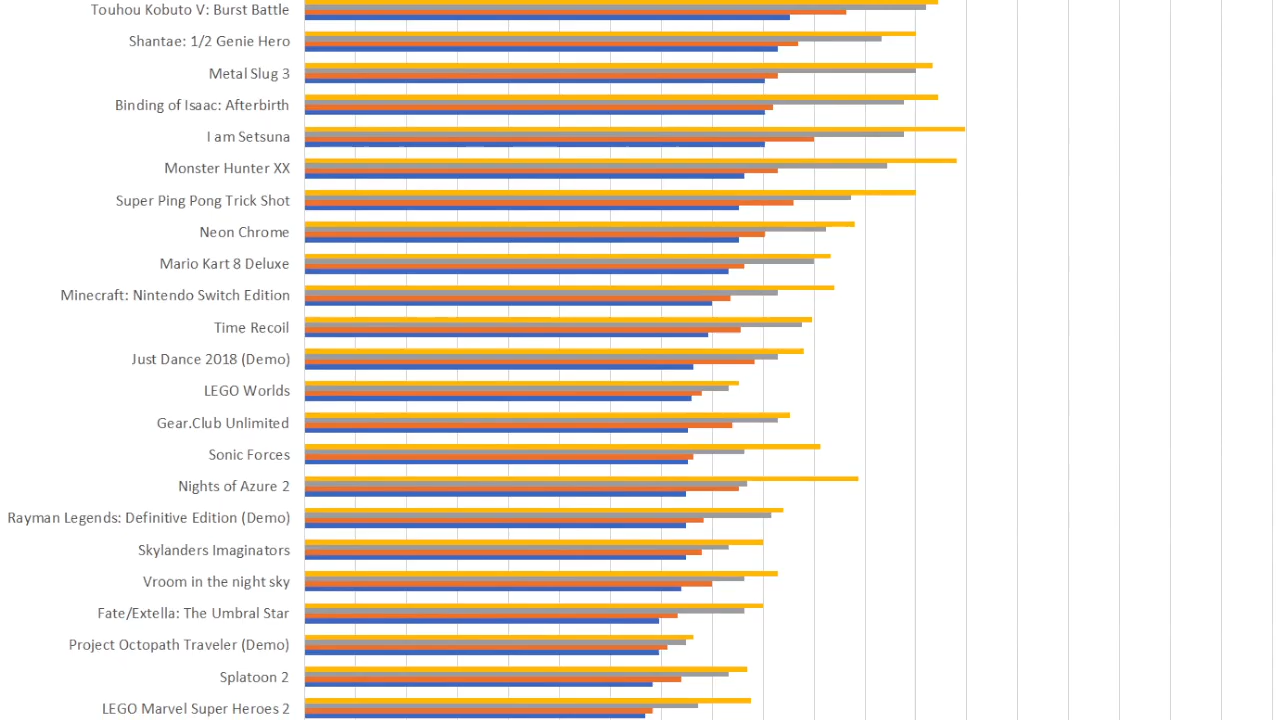 Touhou Kobuto V: Burst Battle
Shantae: 1/2 Genie Hero
Metal Slug 3
Binding of Isaac: Afterbirth
I am Setsuna
Monster Hunter XX
Super Ping Pong Trick Shot
Neon Chrome
Mario Kart 8 Deluxe
Minecraft: Nintendo Switch Edition
Time Recoil
Just Dance 2018 (Demo)
LEGO Worlds
Gear.Club Unlimited
Sonic Forces
Nights of Azure 2
Rayman Legends: Definitive Edition (Demo)
Skylanders Imaginators
Vroom in the night sky
Fate/Extella: The Umbral Star
Project Octopath Traveler (Demo)
Splatoon 2
LEGO Marvel Super Heroes 2